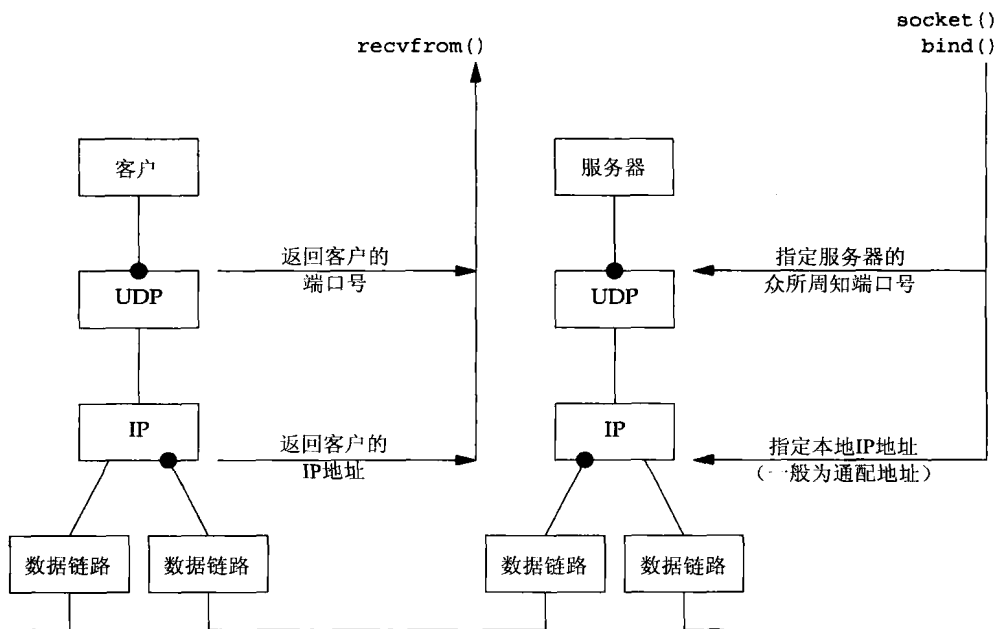 socket()
recvfrom()
bind()
客户
服务器
返回客户的
端口号
指定服务器的
众所周知端口号
UDP
UDP
IP
IP
返回客户的
IP地址
指定本地IP地址
（一般为通配地址）
数据链路
数据链路
数据链路
数据链路